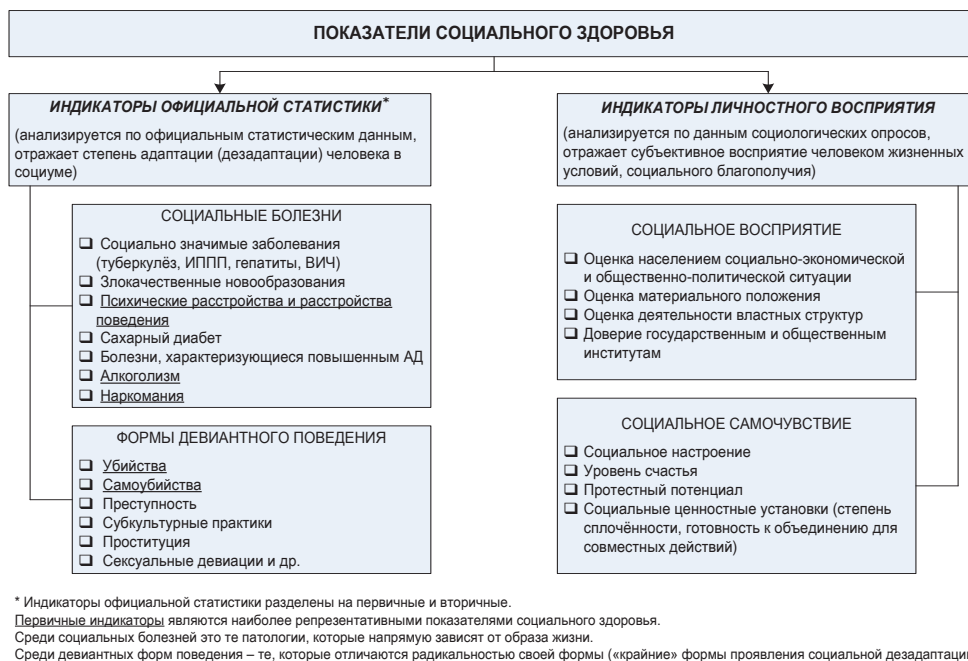 ПОКАЗАТЕЛИ СОЦИАЛЬНОГО ЗДОРОВЬЯ
ИНДИКАТОРЫ ОФИЦИАЛЬНОЙ СТАТИСТИКИ*
(анализируется по официальным статистическим данным,
отражает степень адаптации (дезадаптации) человека в
социуме)
СОЦИАЛЬНЫЕ БОЛЕЗНИ
❑ Социально значимые заболевания
(туберкулёз, ИППП, гепатиты, ВИЧ)
❑ Злокачественные новообразования
❑ Психические расстройства и расстройства
поведения
❑ Сахарный диабет
❑ Болезни, характеризующиеся повышенным АД
❑ Алкоголизм
❑ Наркомания
ФОРМЫ ДЕВИАНТНОГО ПОВЕДЕНИЯ
❑ Убийства
❑ Самоубийства
❑ Преступность
❑ Субкультурные практики
❑ Проституция
❑ Сексуальные девиации и др.
ИНДИКАТОРЫ ЛИЧНОСТНОГО ВОСПРИЯТИЯ
(анализируется по данным социологических опросов,
отражает субъективное восприятие человеком жизненных
условий, социального благополучия)
СОЦИАЛЬНОЕ ВОСПРИЯТИЕ
❑ Оценка населением социально-экономической
и общественно-политической ситуации
❑ Оценка материального положения
❑ Оценка деятельности властных структур
❑ Доверие государственным и общественным
институтам
СОЦИАЛЬНОЕ САМОЧУВСТВИЕ
❑ Социальное настроение
❑ Уровень счастья
❑ Протестный потенциал
❑ Социальные ценностные установки (степень
сплочённости, готовность к объединению для
совместных действий)
* Индикаторы официальной статистики разделены на первичные и вторичные.
Первичные индикаторы являются наиболее репрезентативными показателями социального здоровья.
Среди социальных болезней это те патологии, которые напрямую зависят от образа жизни.
Среди девиантных форм поведения – те, которые отличаются радикальностью своей формы («крайние» формы проявления социальной дезадаптации